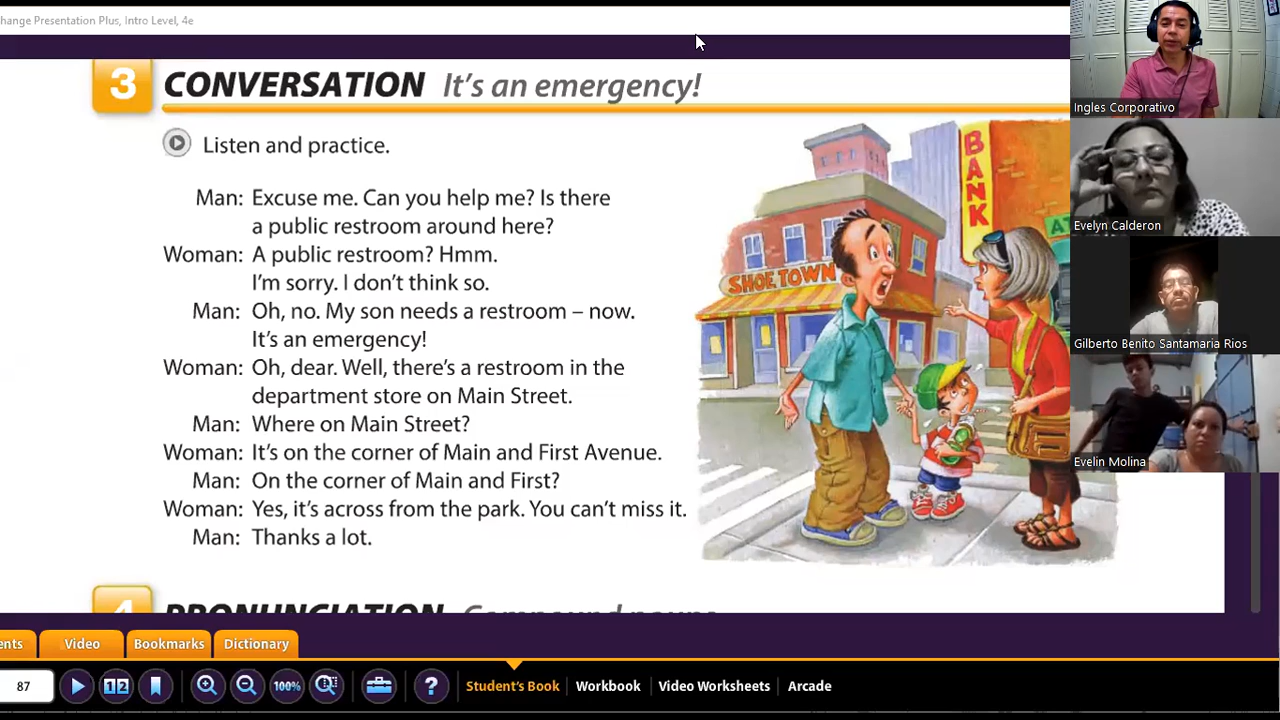 hange Presentation Plus, Intro Level, 4e
3 CONVERSATION It's an emergency!
Listen and practice.
Man: Excuse me. Can you help me? Is there
a public restroom around here?
Woman: A public restroom? Hmm.
I'm sorry. I don't think so.
Man: Oh, no. My son needs a restroom – now.
It's an emergency!
Woman: Oh, dear. Well, there's a restroom in the
department store on Main Street.
Man: Where on Main Street?
Woman: It's on the corner of Main and First Avenue.
Man: On the corner of Main and First?
Woman: Yes, it's across from the park. You can't miss it.
Man: Thanks a lot.
SHOE TOWN
BANK
Ingles Corporativo
Evelyn Calderon
Gilberto Benito Santamaria Rios
Evelin Molina
4 PRONUNCIATION Compound nouns
ents Video Bookmarks Dictionary
87 12 100% ? Student's Book Workbook Video Worksheets Arcade